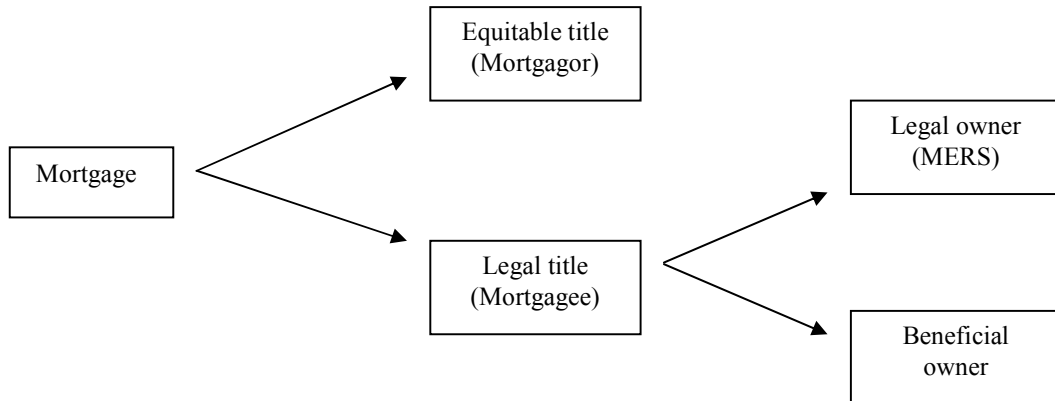 Equitable title
(Mortgagor)
Legal owner
(MERS)
Mortgage
Legal title
(Mortgagee)
Beneficial
owner